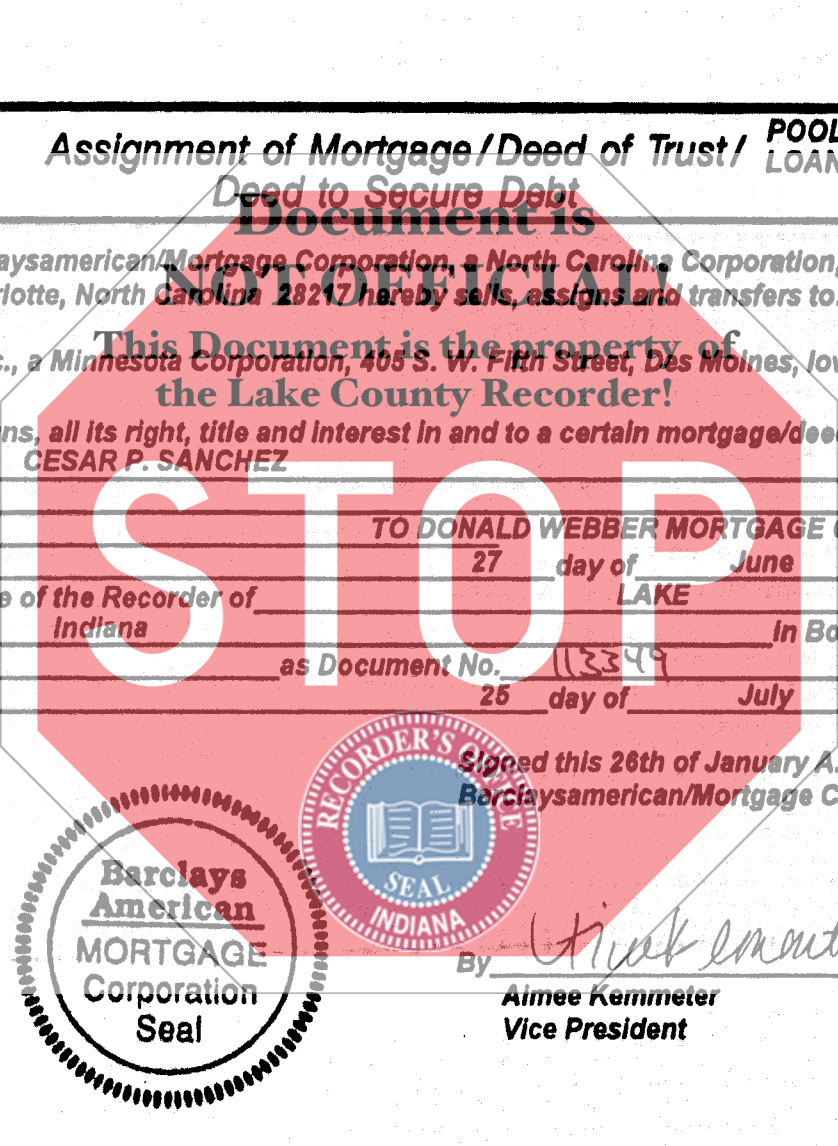 Assignment of Mortgage/Deed of Trust/ POOL
LOAN
Deed to Secure Debt
Document is
aysamerican/Mortgage Corporation, a North Carolina Corporation,
NOT OFFICIAL!
lotte, North Carolina 28217 hereby sells, assigns and transfers to
This Document is the property of
., a Minnesota Corporation, 405 S. W. Fifth Street, Des Moines, Iow
the Lake County Recorder!
ns, all its right, title and interest in and to a certain mortgage/deed
CESAR P. SANCHEZ
STOP
TO DONALD WEBBER MORTGAGE
27 day of June
e of the Recorder of LAKE
Indiana in Bo
as Document No. 113349
25 day of July
Signed this 26th of January A.
Barclaysamerican/Mortgage C
RECORDER'S OFFICE
SEAL
INDIANA
Barclays
American
MORTGAGE
Corporation
Seal
By
Aimee Kemmeter
Vice President